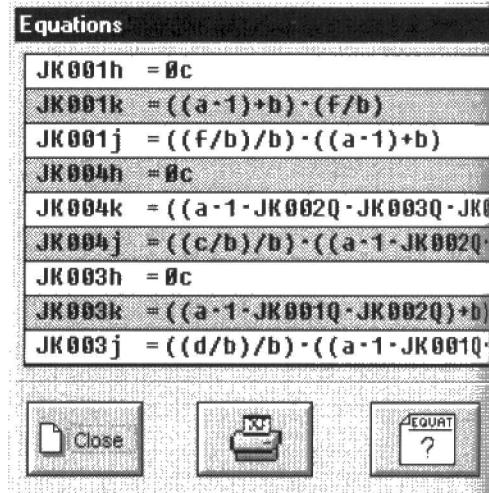 Equations
JK001h =0c
JK001k =((a·1)+b)·(f/b)
JK001j =((f/b)/b)·((a·1)+b)
JK004h =0c
JK004k =((a·1·JK002Q·JK003Q·JK0
JK004j =((c/b)/b)·((a·1·JK002Q·
JK003h =0c
JK003k =((a·1·JK001Q·JK002Q)+b)
JK003j =((d/b)/b)·((a·1·JK001Q·
Close
EQUAT
?